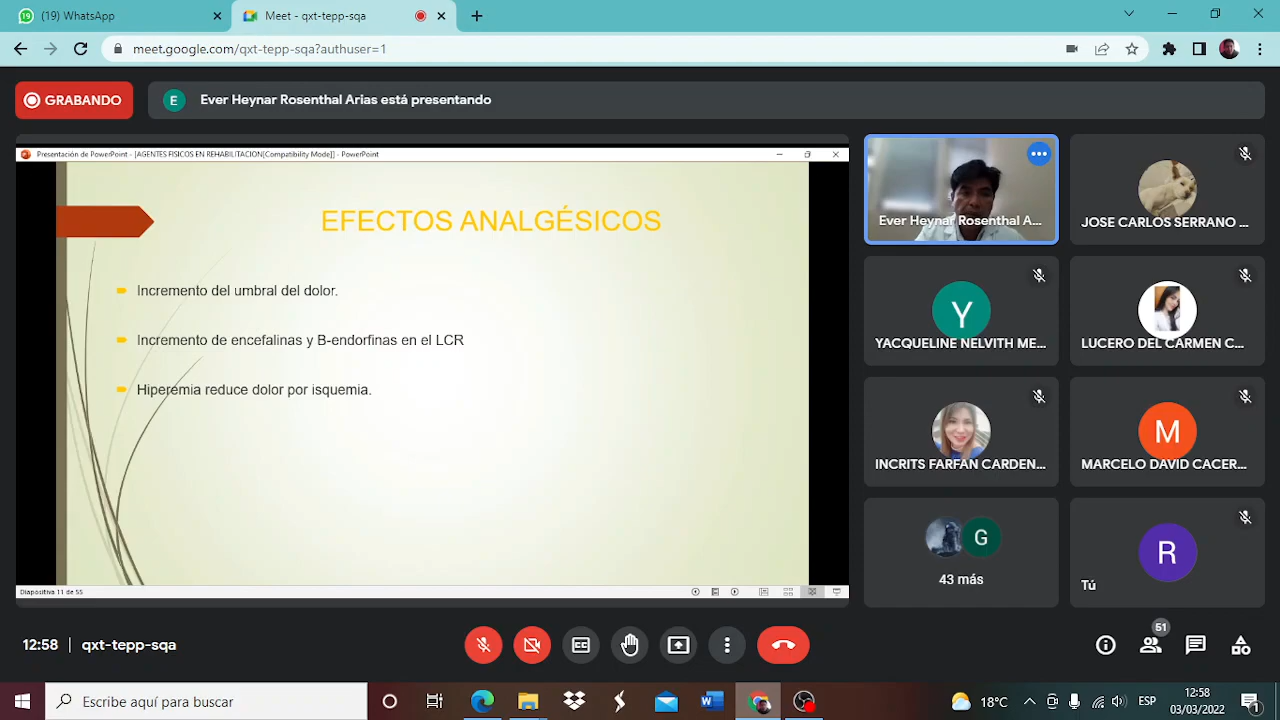 (19) WhatsApp
Meet - qxt-tepp-sqa
meet.google.com/qxt-tepp-sqa?authuser=1
GRABANDO
E
Ever Heynar Rosenthal Arias está presentando
Presentación de PowerPoint - [AGENTES FISICOS EN REHABILITACION[Compatibility Mode]] - PowerPoint
EFECTOS ANALGÉSICOS
Incremento del umbral del dolor.
Incremento de encefalinas y B-endorfinas en el LCR
Hiperemia reduce dolor por isquemia.
Diapositiva 11 de 55
Ever Heynar Rosenthal A...
JOSE CARLOS SERRANO ...
Y
YACQUELINE NELVITH ME...
LUCERO DEL CARMEN C...
INCRITS FARFÁN CARDEN...
M
MARCELO DAVID CACER...
G
43 más
R
Tú
12:58 | qxt-tepp-sqa
51
Escribe aquí para buscar
18°C
ESP
12:58
03/03/2022
1